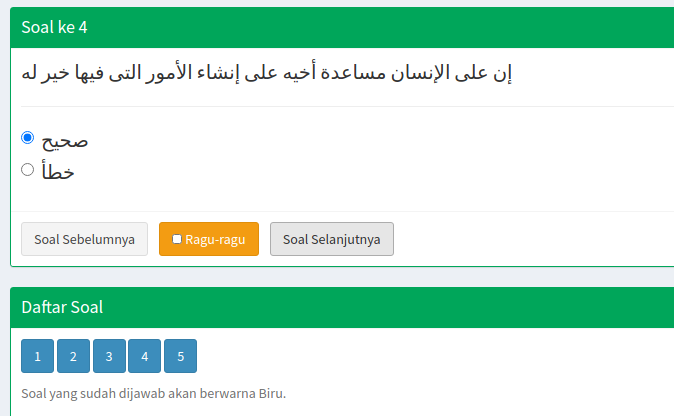 Soal ke 4
إن على الإنسان مساعدة أخيه على إنشاء الأمور التى فيها خير له
صحيح
خطأ
Soal Sebelumnya Ragu-ragu Soal Selanjutnya
Daftar Soal
1 2 3 4 5
Soal yang sudah dijawab akan berwarna Biru.